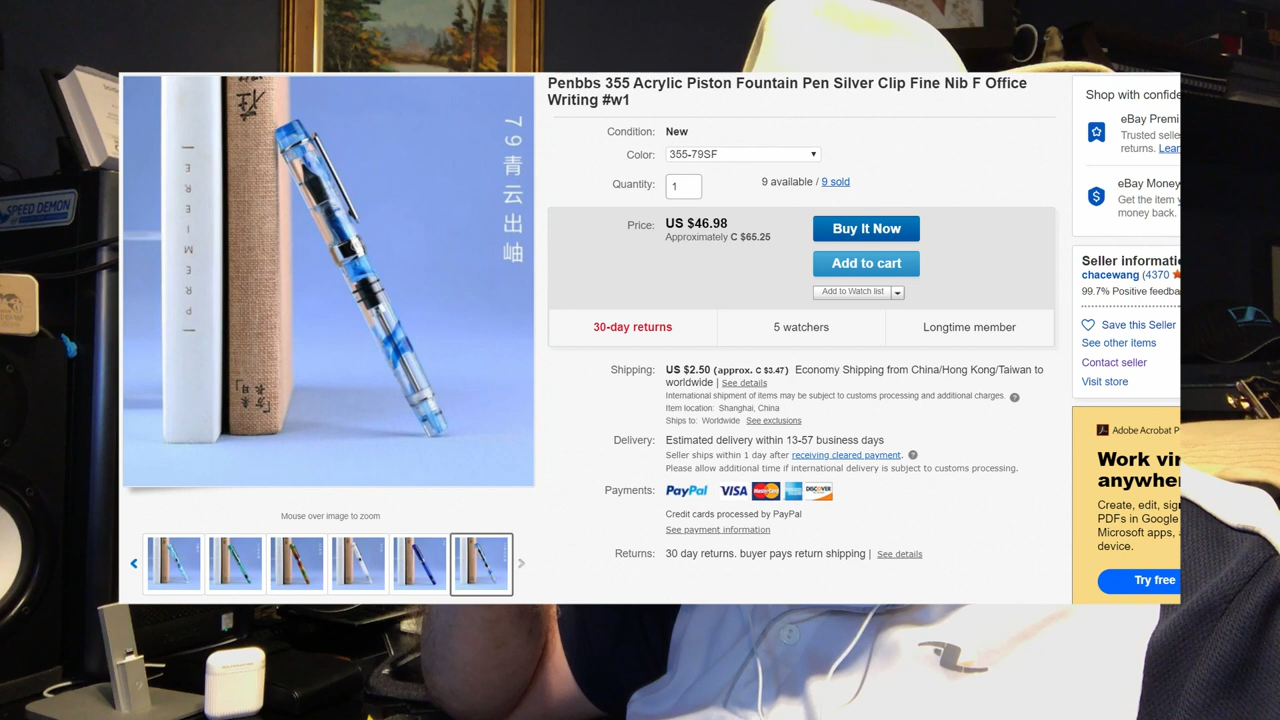 Penbbs 355 Acrylic Piston Fountain Pen Silver Clip Fine Nib F Office
Writing #w1
Condition: New
Color: 355-79SF
Quantity: 1
9 available / 9 sold
Price: US $46.98
Approximately C $65.25
Buy It Now
Add to cart
Add to Watch list
30-day returns
5 watchers
Longtime member
Shipping: US $2.50 (approx. C $3.47) Economy Shipping from China/Hong Kong/Taiwan to
worldwide | See details
International shipment of items may be subject to customs processing and additional charges.
Item location: Shanghai, China
Ships to: Worldwide See exclusions
Delivery: Estimated delivery within 13-57 business days
Seller ships within 1 day after receiving cleared payment.
Please allow additional time if international delivery is subject to customs processing.
Payments: PayPal VISA MasterCard DISCOVER
Credit cards processed by PayPal
See payment information
Returns: 30 day returns. buyer pays return shipping | See details
79青云出岫
PREMIERE
Mouse over image to zoom
Shop with confide
eBay Premi
Trusted selle
returns. Lear
eBay Money
Get the item y
money back.
Seller informati
chacewang (4370
99.7% Positive feedba
Save this Seller
See other items
Contact seller
Visit store
Adobe Acrobat P
Work vir
anywher
Create, edit, sig
PDFs in Google
Microsoft apps,
device.
Try free
SPEED DEMON